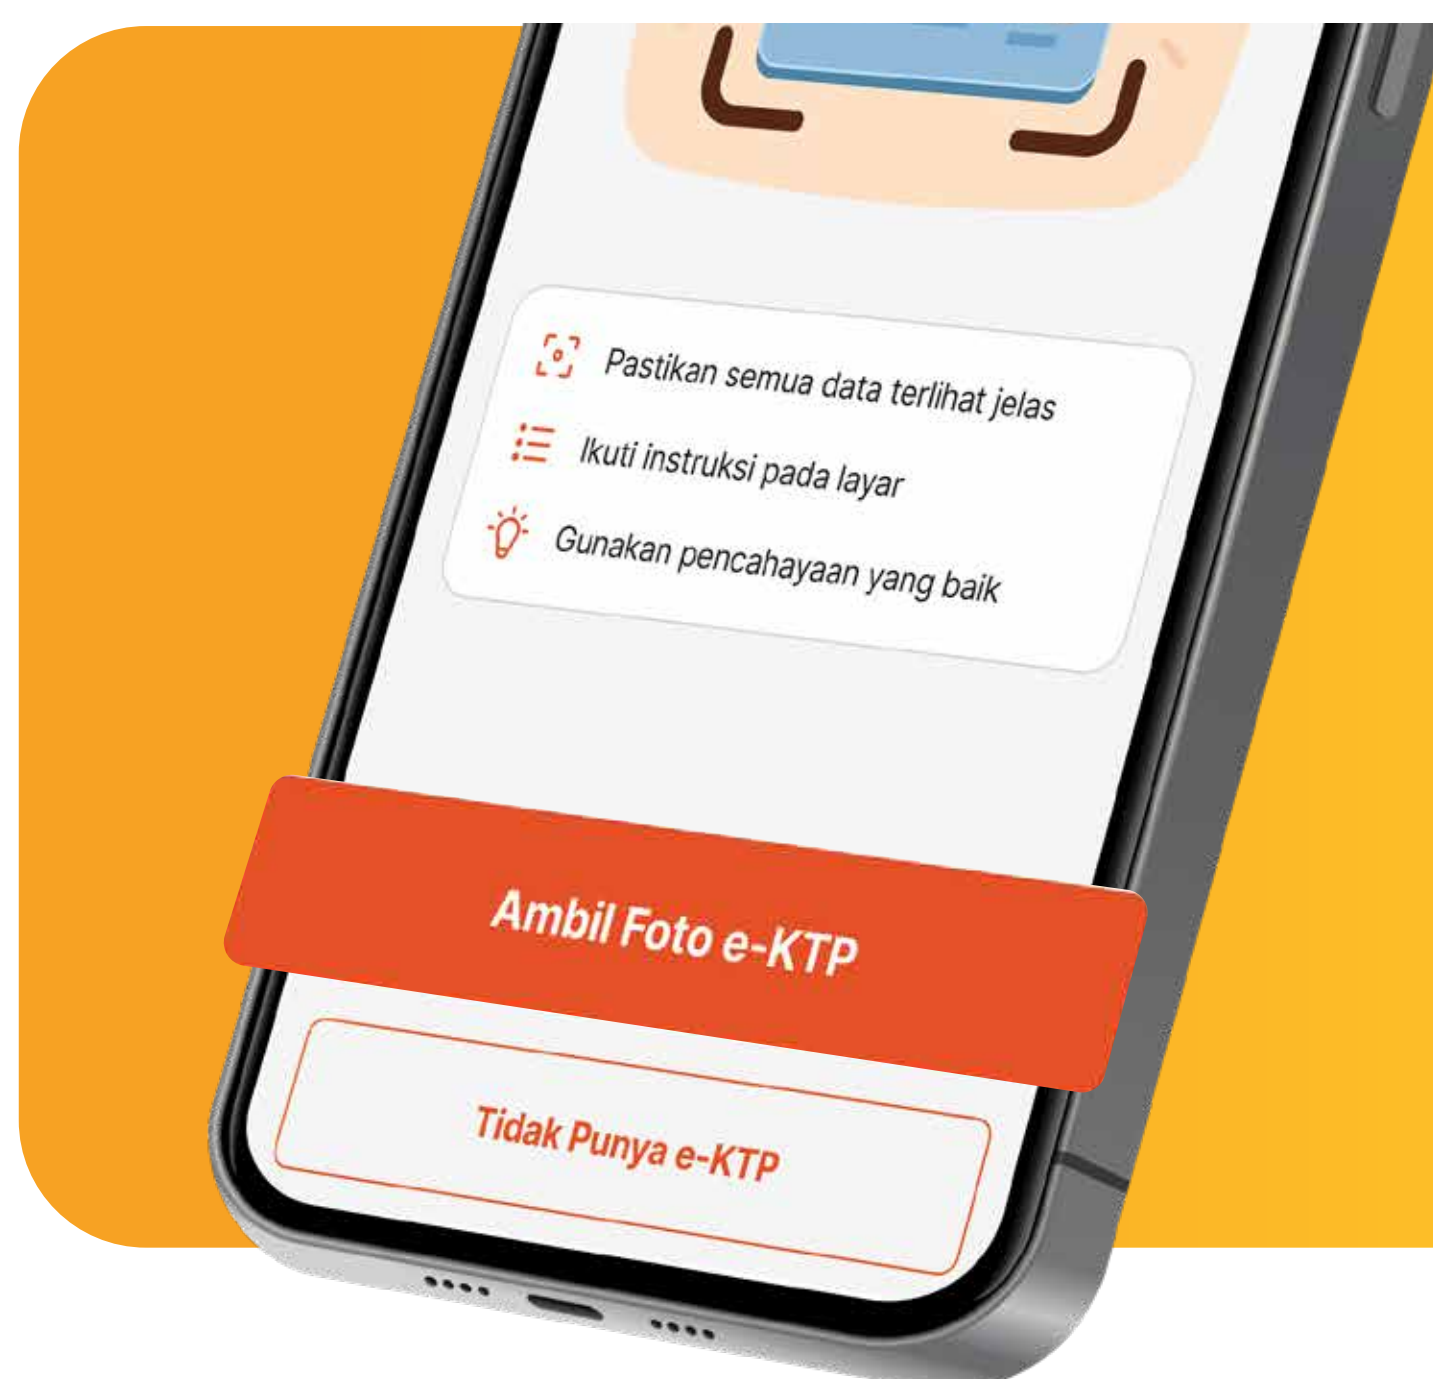 Pastikan semua data terlihat jelas
Ikuti instruksi pada layar
Gunakan pencahayaan yang baik
Ambil Foto e-KTP
Tidak Punya e-KTP